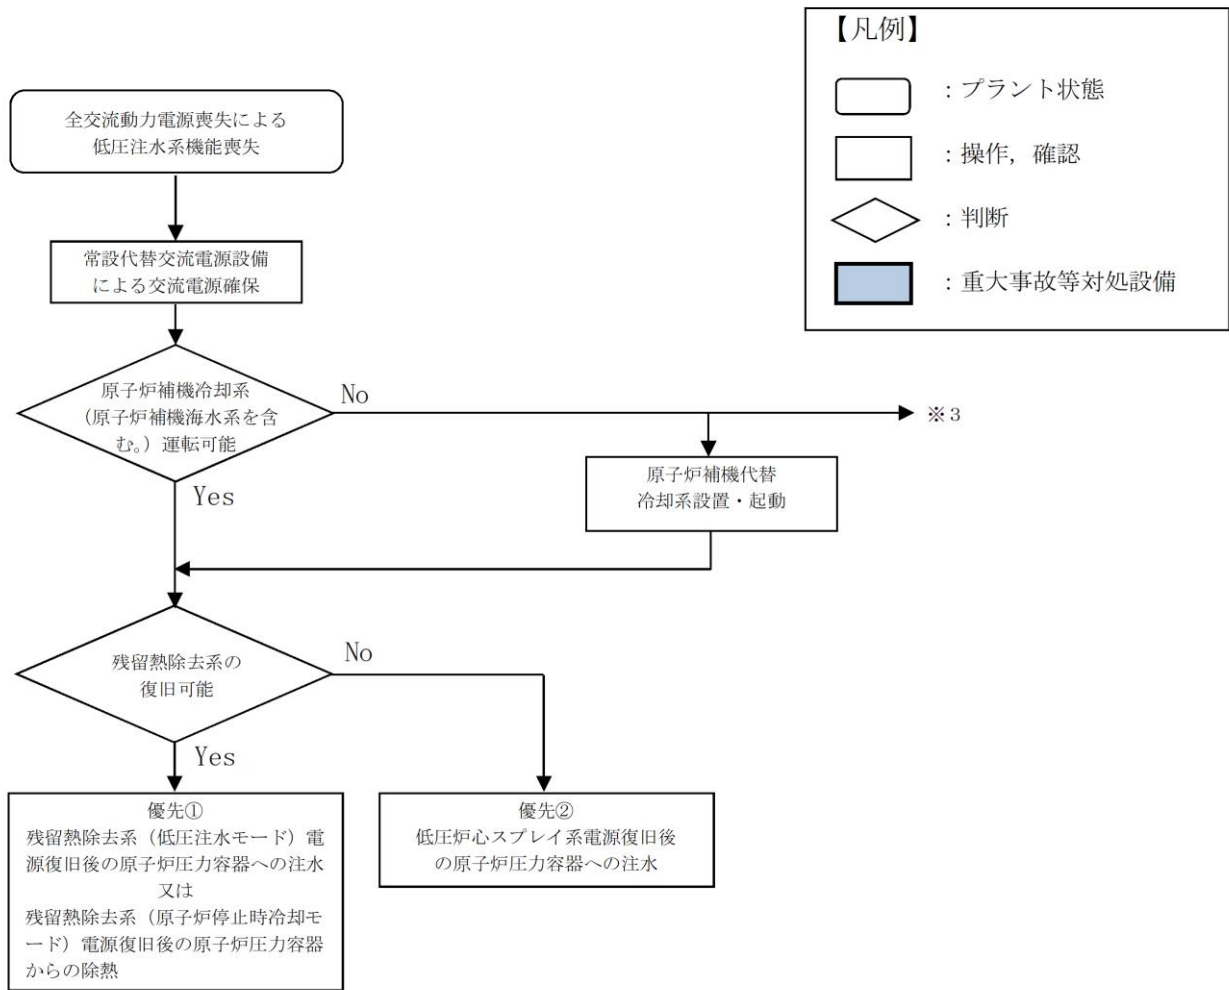 【凡例】
：プラント状態
：操作，確認
：判断
：重大事故等対処設備
全交流動力電源喪失による
低圧注水系機能喪失
常設代替交流電源設備
による交流電源確保
原子炉補機冷却系
（原子炉補機海水系を含
む。）運転可能
No
※3
Yes
原子炉補機代替
冷却系設置・起動
残留熱除去系の
復旧可能
No
Yes
優先①
残留熱除去系（低圧注水モード）電
源復旧後の原子炉圧力容器への注水
又は
残留熱除去系（原子炉停止時冷却モ
ード）電源復旧後の原子炉圧力容器
からの除熱
優先②
低圧炉心スプレイ系電源復旧後
の原子炉圧力容器への注水